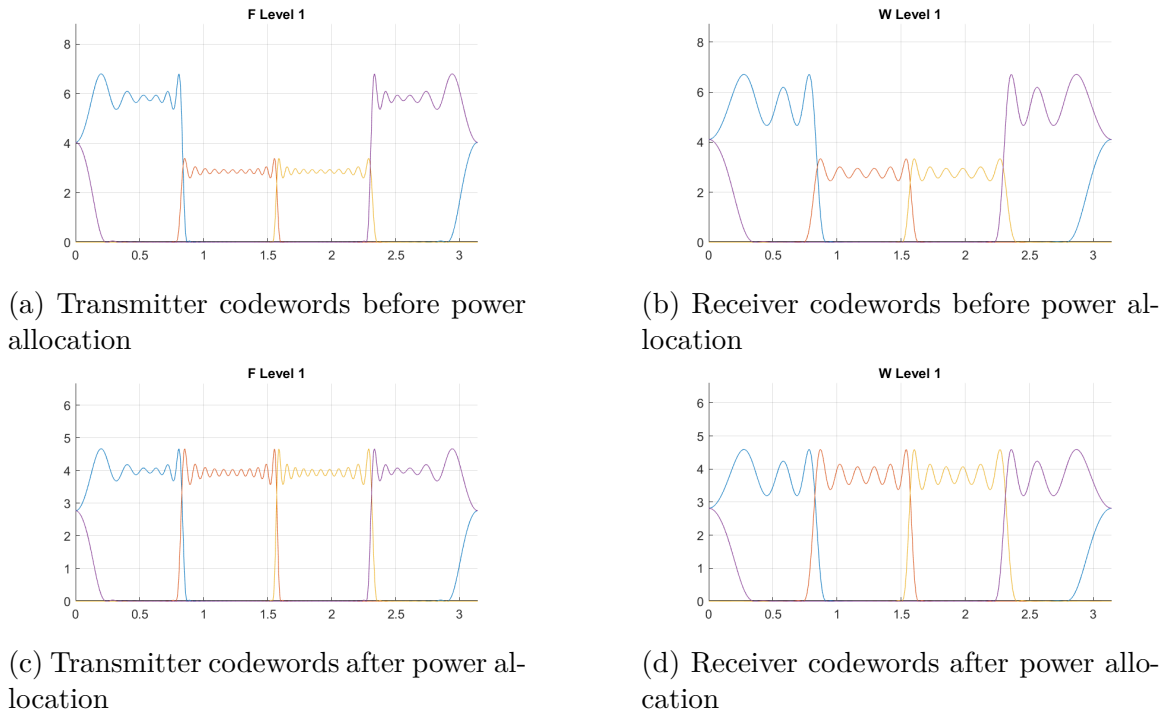 F Level 1
8
6
4
2
0
0 0.5 1 1.5 2 2.5 3
(a) Transmitter codewords before power
allocation
W Level 1
8
6
4
2
0
0 0.5 1 1.5 2 2.5 3
(b) Receiver codewords before power al-
location
F Level 1
6
5
4
3
2
1
0
0 0.5 1 1.5 2 2.5 3
(c) Transmitter codewords after power al-
location
W Level 1
6
5
4
3
2
1
0
0 0.5 1 1.5 2 2.5 3
(d) Receiver codewords after power allo-
cation